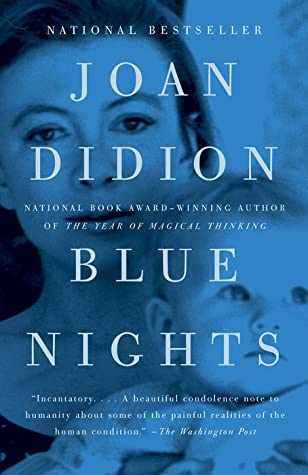 NATIONAL BESTSELLER
JOAN
DIDION
NATIONAL BOOK AWARD–WINNING AUTHOR
OF THE YEAR OF MAGICAL THINKING
BLUE
NIGHTS
“Incantatory. . . . A beautiful condolence note to
humanity about some of the painful realities of the
human condition.” —The Washington Post